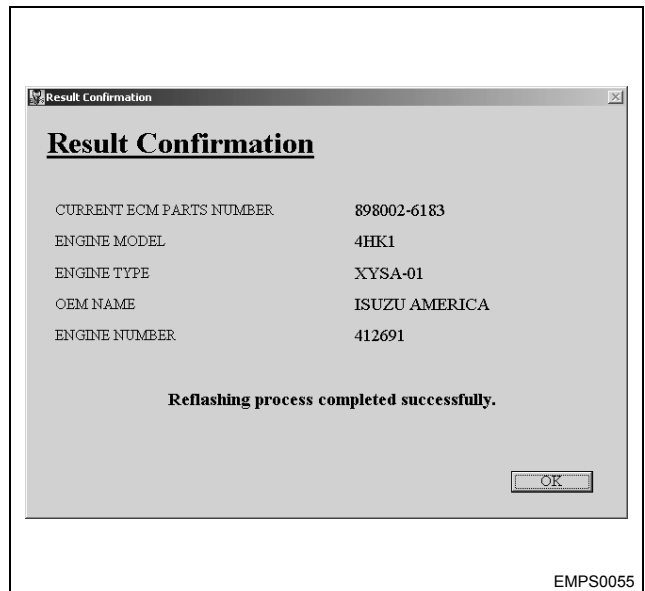 Result Confirmation
Result Confirmation
CURRENT ECM PARTS NUMBER 898002-6183
ENGINE MODEL 4HK1
ENGINE TYPE XYSA-01
OEM NAME ISUZU AMERICA
ENGINE NUMBER 412691
Reflashing process completed successfully.
OK
EMPS0055